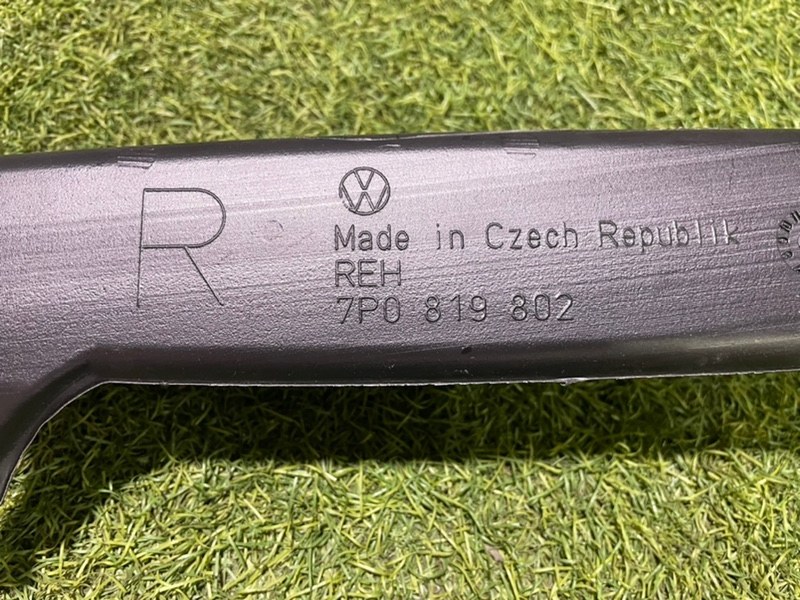 R
Made in Czech Republik
REH
7P0 819 802